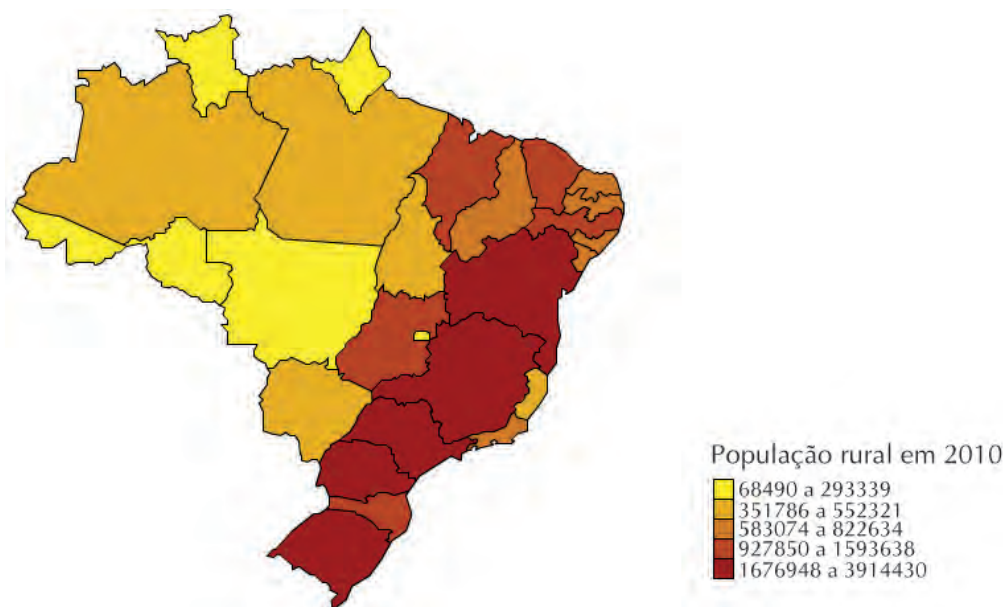 População rural em 2010
68490 a 293339
351786 a 552321
583074 a 822634
927850 a 1593638
1676948 a 3914430